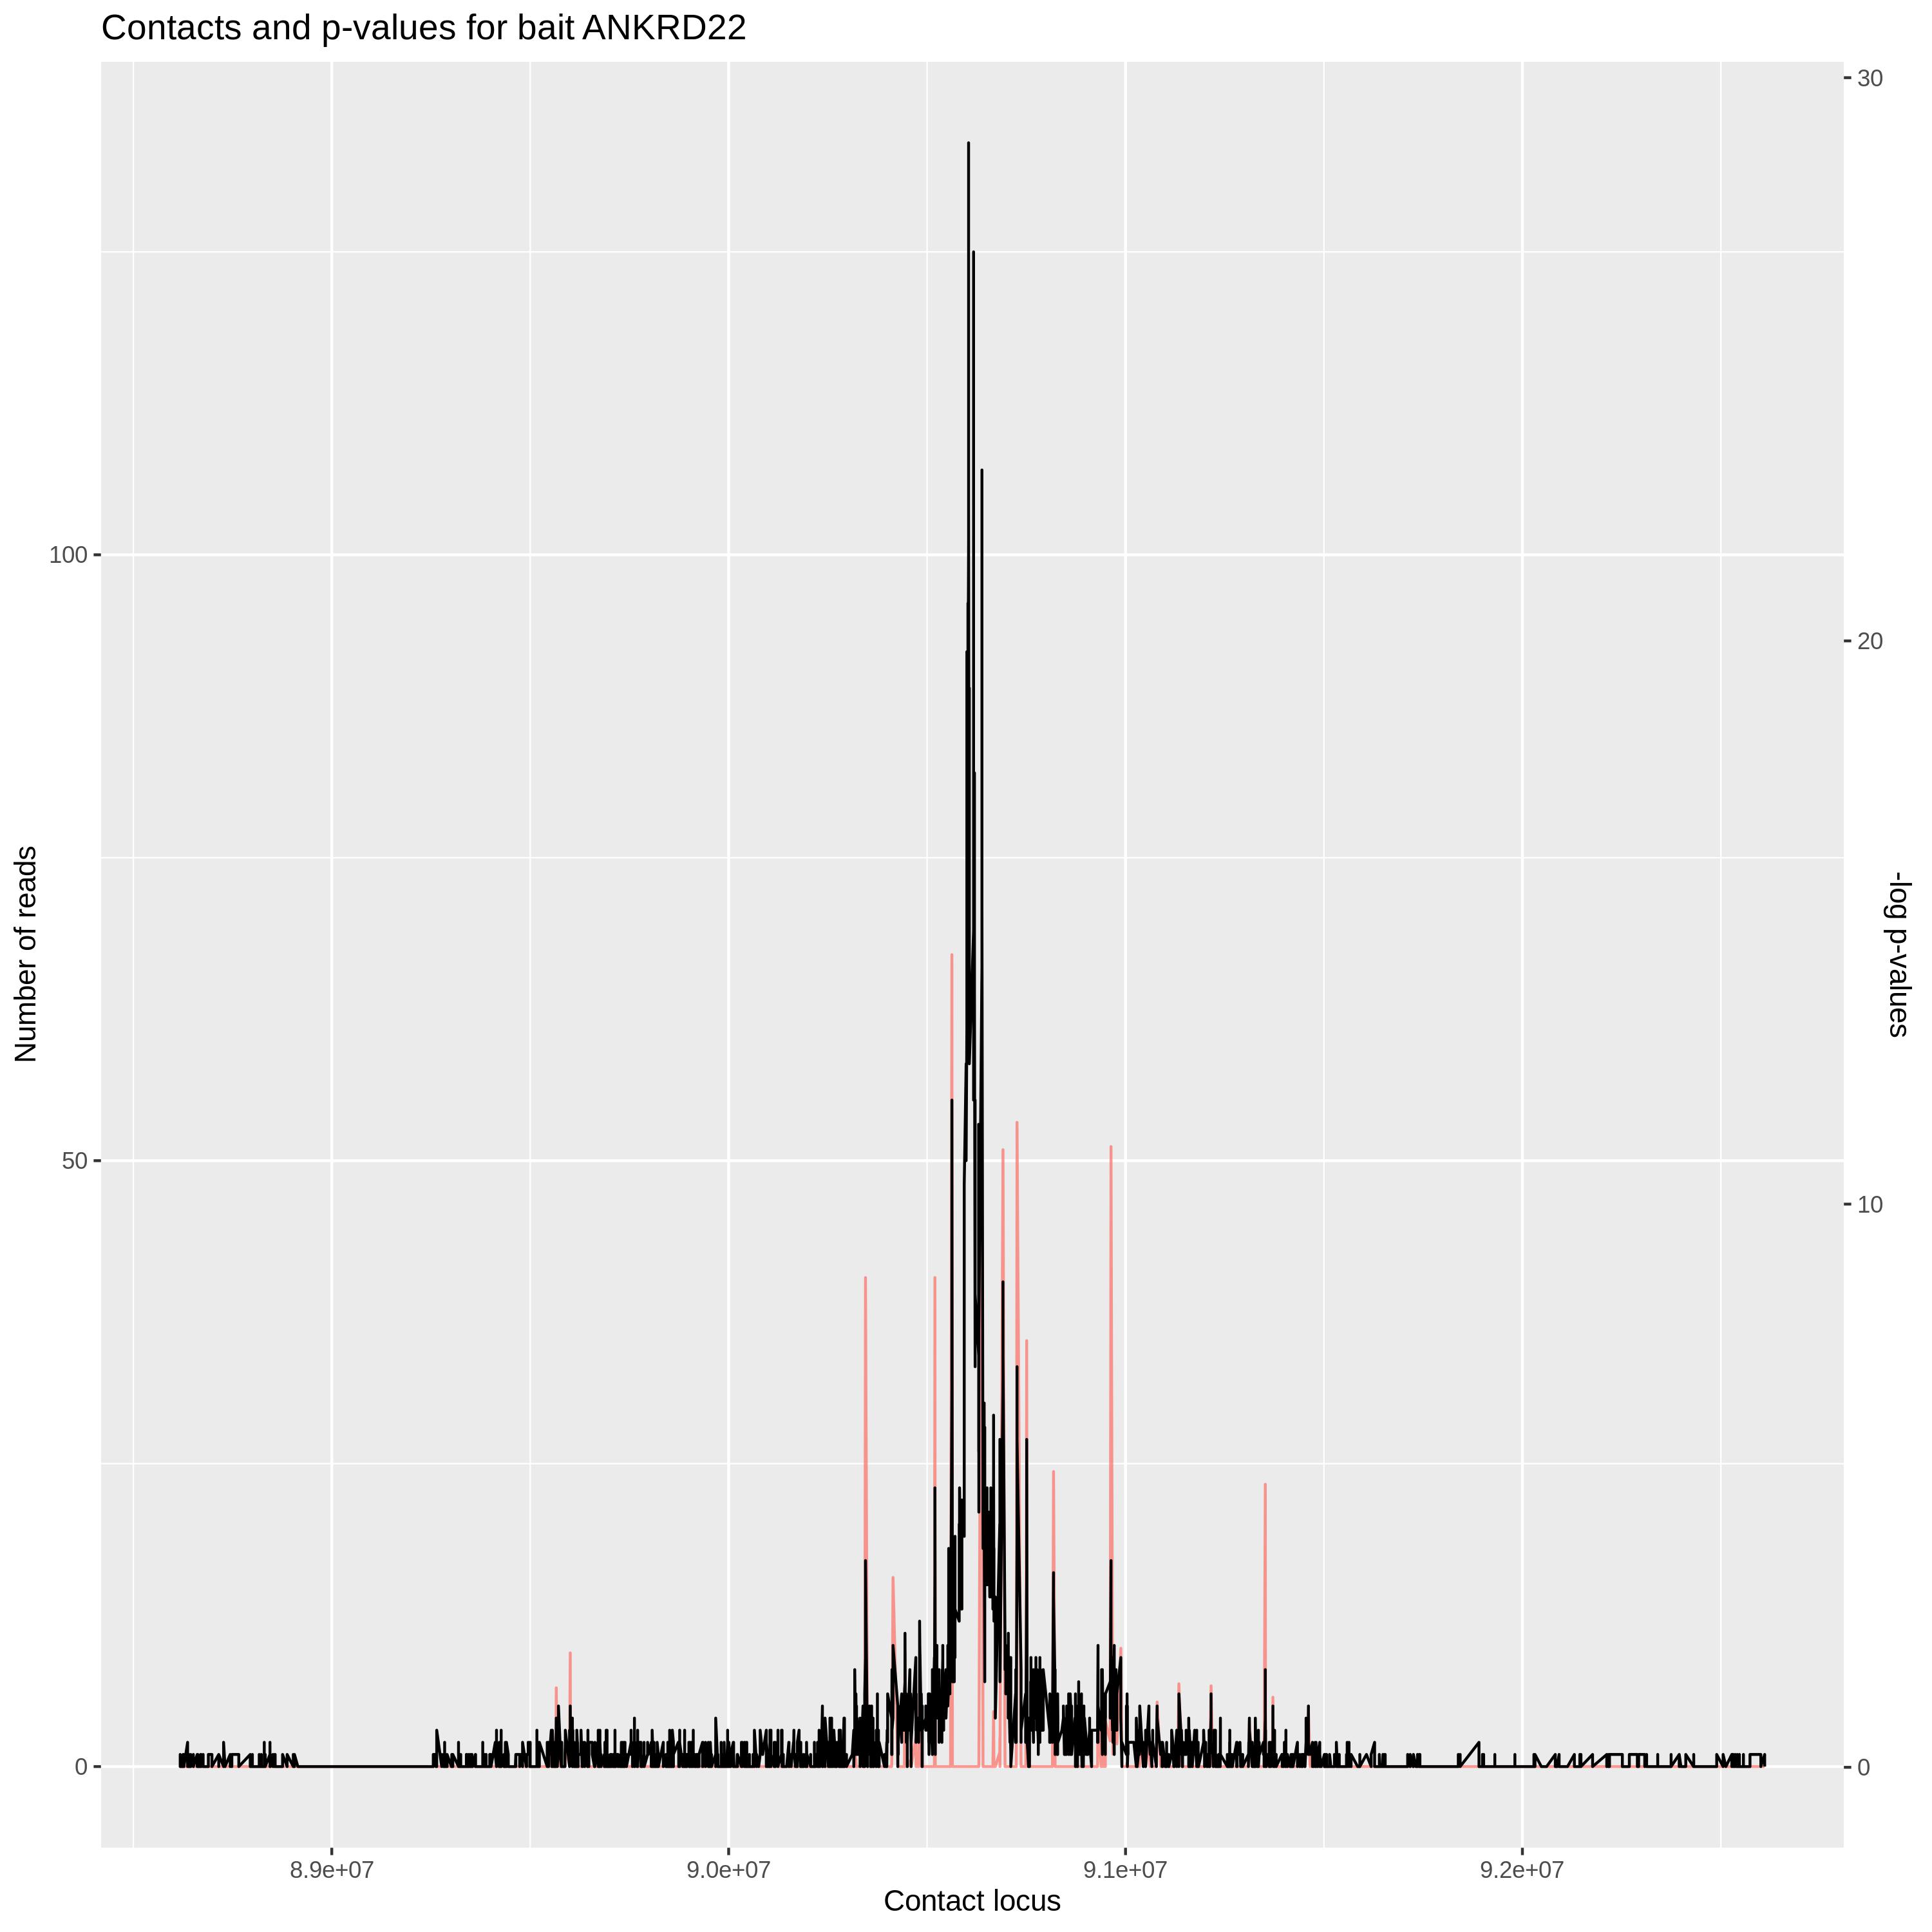 Contacts and p-values for bait ANKRD22
30
100
20
Number of reads
-log p-values
50
10
0
0
8.9e+07
9.0e+07
9.1e+07
9.2e+07
Contact locus